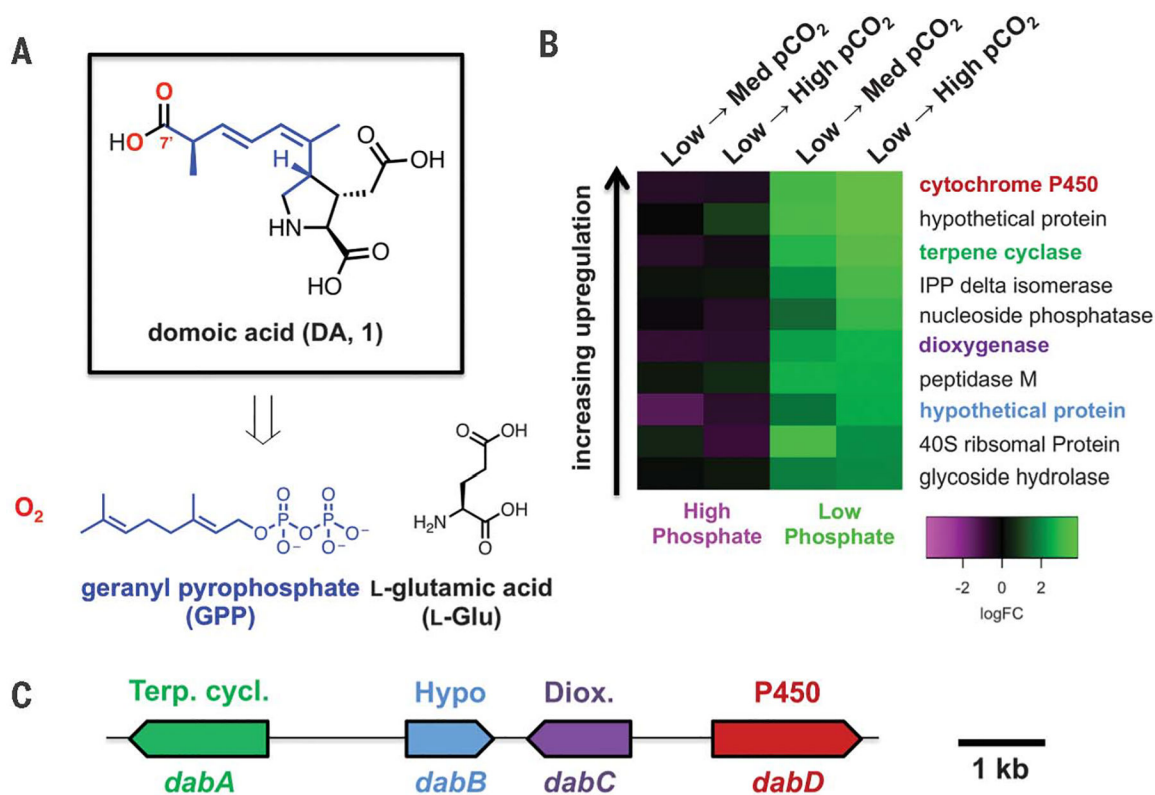 A
O
HO
7'
H
O
OH
HN
O
HO
domoic acid (DA, 1)
O₂
O
O
O
P
O
P
O⁻
O⁻
O⁻
O
OH
H₂N
OH
O
geranyl pyrophosphate
(GPP)
L-glutamic acid
(L-Glu)
B
Low → Med pCO₂
Low → High pCO₂
Low → Med pCO₂
Low → High pCO₂
increasing upregulation
cytochrome P450
hypothetical protein
terpene cyclase
IPP delta isomerase
nucleoside phosphatase
dioxygenase
peptidase M
hypothetical protein
40S ribsomal Protein
glycoside hydrolase
High
Phosphate
Low
Phosphate
-2 0 2
logFC
C
Terp. cycl. Hypo Diox. P450
dabA dabB dabC dabD
1 kb